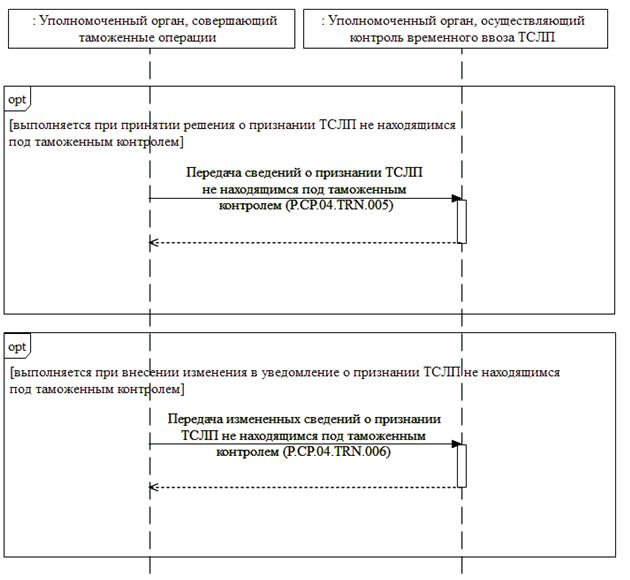 : Уполномоченный орган, совершающий
таможенные операции
: Уполномоченный орган, осуществляющий
контроль временного ввоза ТСЛП
opt
[выполняется при принятии решения о признании ТСЛП не находящимся
под таможенным контролем]
Передача сведений о признании ТСЛП
не находящимся под таможенным
контролем (P.CP.04.TRN.005)
opt
[выполняется при внесении изменения в уведомление о признании ТСЛП не находящимся
под таможенным контролем]
Передача измененных сведений о признании
ТСЛП не находящимся под таможенным
контролем (P.CP.04.TRN.006)